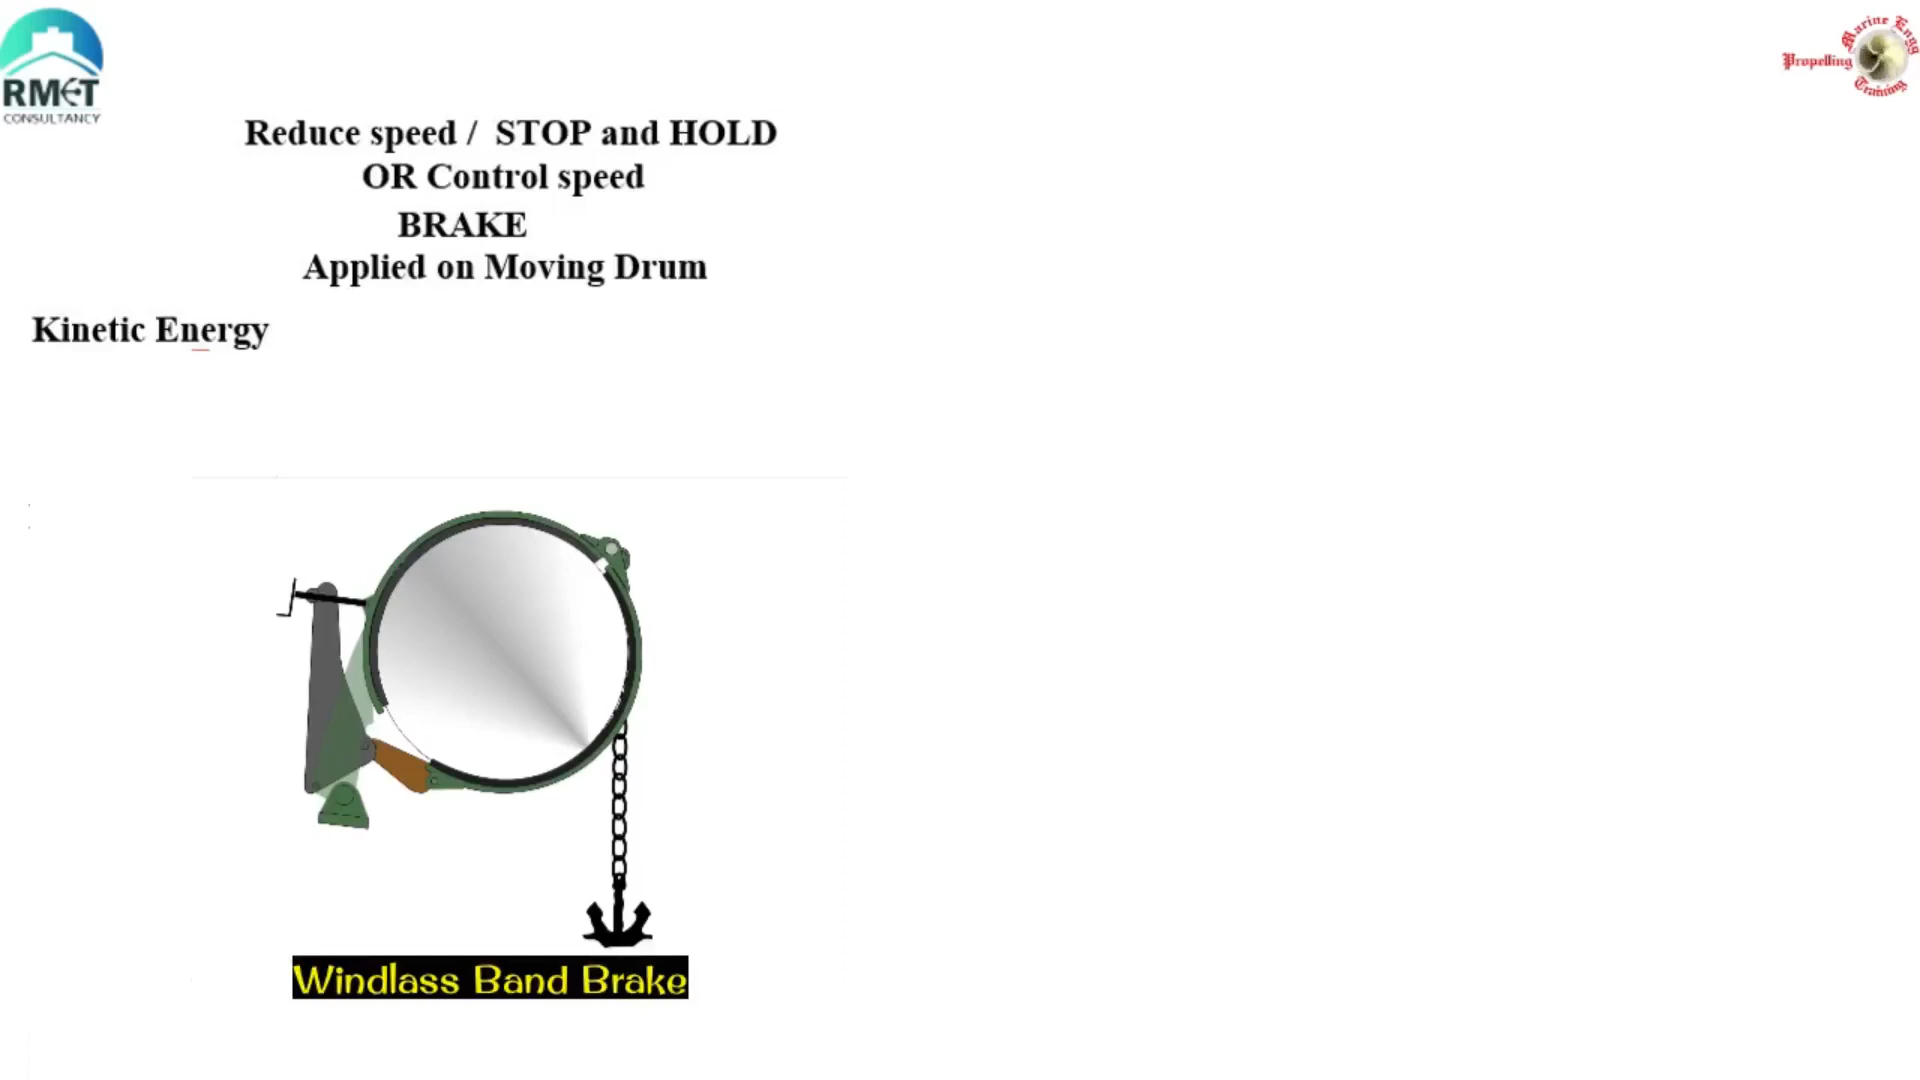 RMET
CONSULTANCY
Marine Engg
Propelling
Training
Reduce speed / STOP and HOLD
OR Control speed
BRAKE
Applied on Moving Drum
Kinetic Energy
Windlass Band Brake